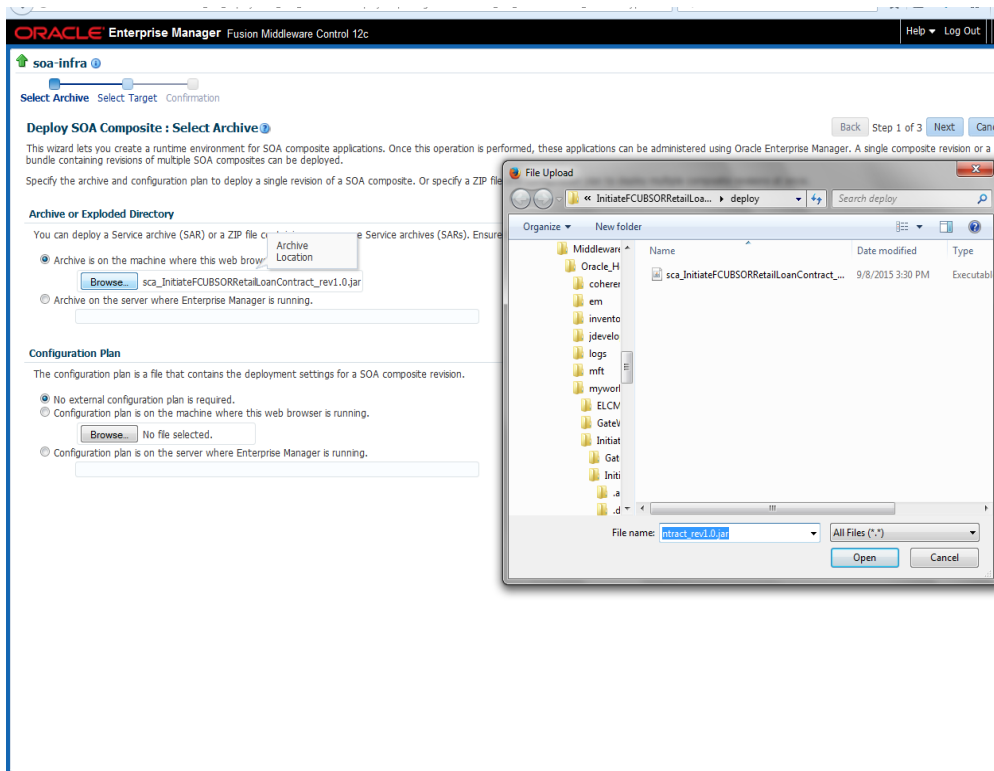 ORACLE Enterprise Manager Fusion Middleware Control 12c
Help Log Out
soa-infra
Select Archive Select Target Confirmation
Deploy SOA Composite : Select Archive
Back Step 1 of 3 Next Canc
This wizard lets you create a runtime environment for SOA composite applications. Once this operation is performed, these applications can be administered using Oracle Enterprise Manager. A single composite revision or a
bundle containing revisions of multiple SOA composites can be deployed.
Specify the archive and configuration plan to deploy a single revision of a SOA composite. Or specify a ZIP file
Archive or Exploded Directory
You can deploy a Service archive (SAR) or a ZIP file e Service archives (SARs). Ensure
Archive
Location
Archive is on the machine where this web brow
Browse... sca_InitiateFCUBSORRetailLoanContract_rev1.0.jar
Archive on the server where Enterprise Manager is running.
Configuration Plan
The configuration plan is a file that contains the deployment settings for a SOA composite revision.
No external configuration plan is required.
Configuration plan is on the machine where this web browser is running.
Browse... No file selected.
Configuration plan is on the server where Enterprise Manager is running.
File Upload
« InitiateFCUBSORRetailLoa... deploy
Search deploy
Organize New folder
Name Date modified Type
sca_InitiateFCUBSORRetailLoanContract_... 9/8/2015 3:30 PM Executabl
Middleware
Oracle_H
coherer
em
invento
jdevelo
logs
mft
mywork
ELCM
GateW
Initiat
Gat
Initi
.a
.d
File name: ntract_rev1.0.jar All Files (*.*)
Open Cancel